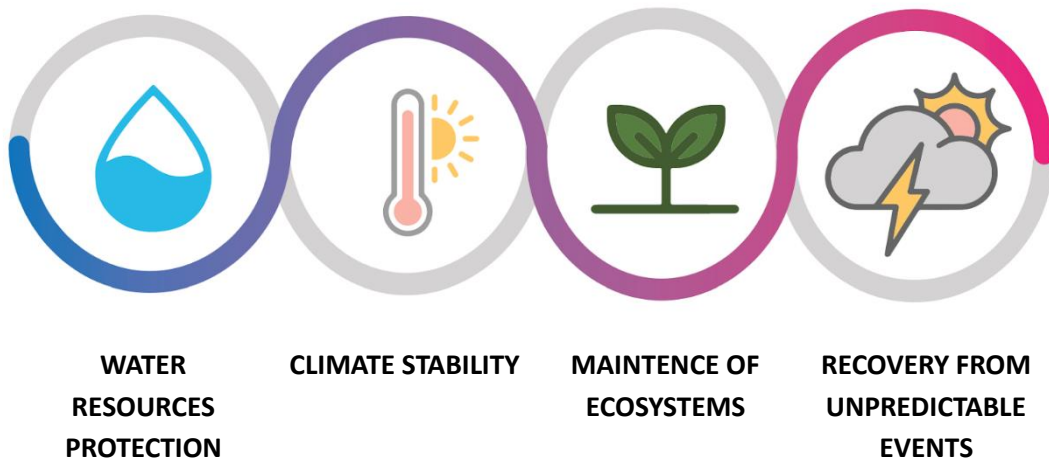 WATER
RESOURCES
PROTECTION
CLIMATE STABILITY
MAINTENCE OF
ECOSYSTEMS
RECOVERY FROM
UNPREDICTABLE
EVENTS